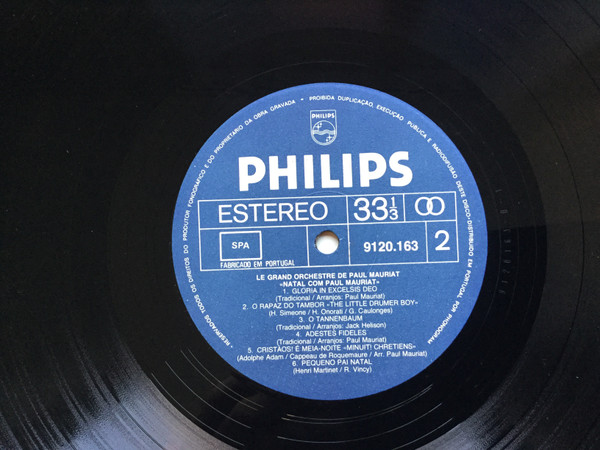 RESERVADOS TODOS OS DIREITOS DO PRODUTOR FONOGRÁFICO E DO PROPRIETÁRIO DA OBRA GRAVADA • PROIBIDA DUPLICAÇÃO, EXECUÇÃO PÚBLICA E RADIODIFUSÃO DESTE DISCO • DISTRIBUÍDO EM PORTUGAL POR PHONOGRAM
PHILIPS
PHILIPS
ESTEREO 33 1/3
SPA 9120.163 2
FABRICADO EM PORTUGAL
LE GRAND ORCHESTRE DE PAUL MAURIAT
«NATAL COM PAUL MAURIAT»
1. GLORIA IN EXCELSIS DEO
(Tradicional / Arranjos: Paul Mauriat)
2. O RAPAZ DO TAMBOR «THE LITTLE DRUMER BOY»
(H. Simeone / H. Onorati / G. Caulonges)
3. O TANNENBAUM
(Tradicional / Arranjos: Jack Helison)
4. ADESTES FIDELES
(Tradicional / Arranjos: Paul Mauriat)
5. CRISTÃOS! É MEIA-NOITE «MINUIT! CHRETIENS»
(Adolphe Adam / Cappeau de Roquemaure / Arr. Paul Mauriat)
6. PEQUENO PAI NATAL
(Henri Martinet / R. Vincy)